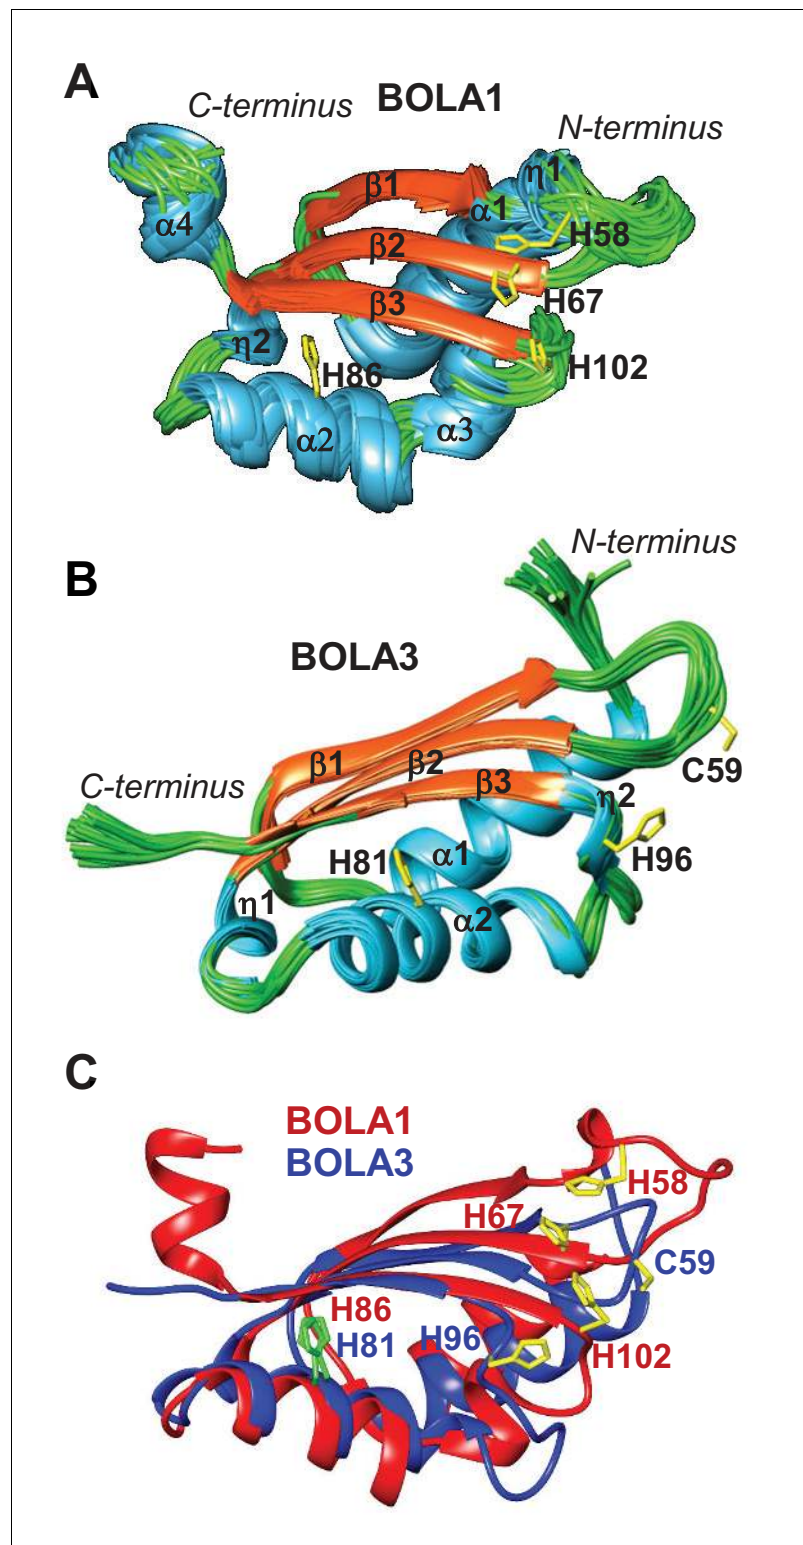 A
C-terminus
BOLA1
N-terminus
β1
η1
α1
α4
H58
β2
H67
β3
η2
H86
H102
α2
α3
N-terminus
B
BOLA3
C59
β1
β2
C-terminus
β3
η2
H81
α1
H96
η1
α2
C
BOLA1
BOLA3
H58
H67
C59
H86
H81
H96
H102